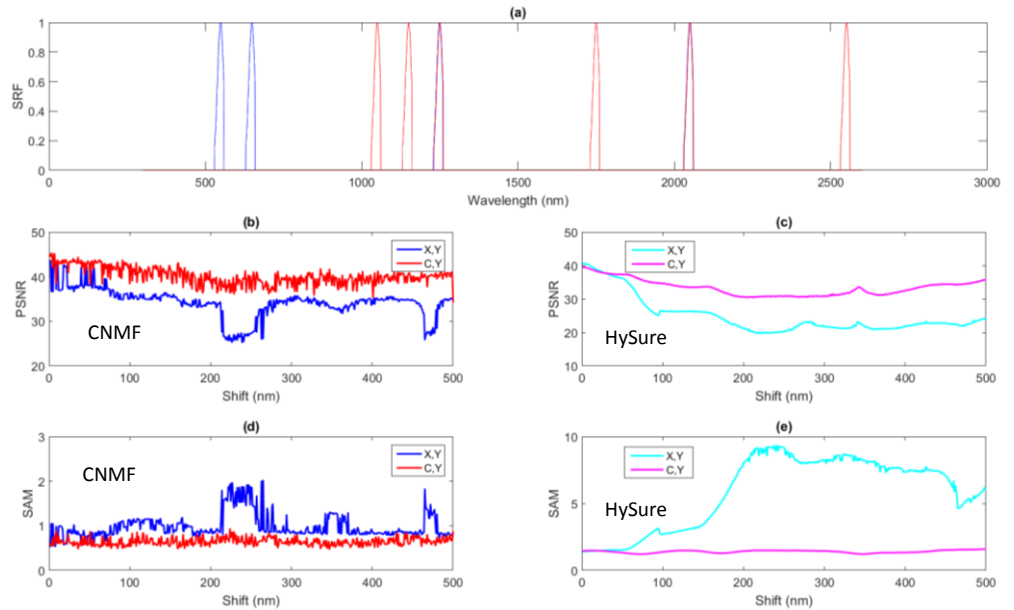 (a)
1
0.8
0.6
0.4
0.2
0
SRF
0 500 1000 1500 2000 2500 3000
Wavelength (nm)
(b)
50
40
30
20
PSNR
X,Y
C,Y
CNMF
0 100 200 300 400 500
Shift (nm)
(c)
50
40
30
20
10
PSNR
X,Y
C,Y
HySure
0 100 200 300 400 500
Shift (nm)
(d)
3
2
1
0
SAM
CNMF
X,Y
C,Y
0 100 200 300 400 500
Shift (nm)
(e)
10
5
0
SAM
X,Y
C,Y
HySure
0 100 200 300 400 500
Shift (nm)